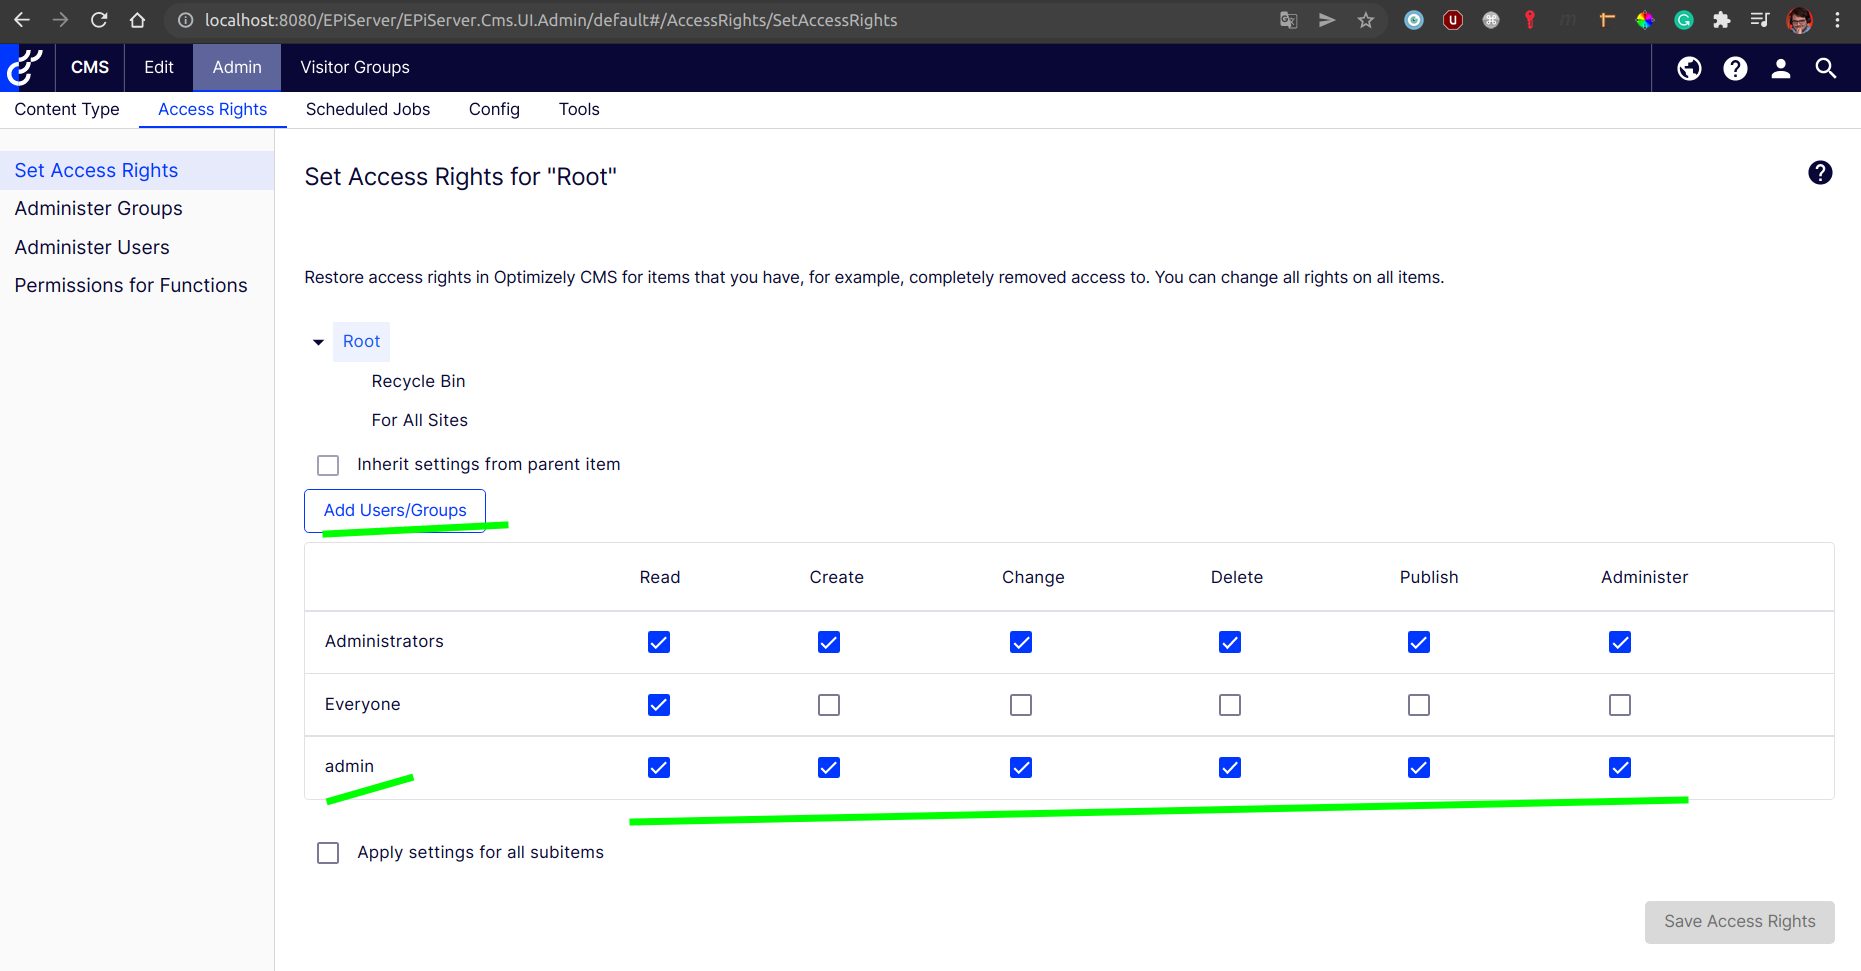 localhost:8080/EPiServer/EPiServer.Cms.UI.Admin/default#/AccessRights/SetAccessRights
CMS Edit Admin Visitor Groups
Content Type Access Rights Scheduled Jobs Config Tools
Set Access Rights
Administer Groups
Administer Users
Permissions for Functions
Set Access Rights for "Root"
Restore access rights in Optimizely CMS for items that you have, for example, completely removed access to. You can change all rights on all items.
Root
Recycle Bin
For All Sites
Inherit settings from parent item
Add Users/Groups
Read Create Change Delete Publish Administer
Administrators
Everyone
admin
Apply settings for all subitems
Save Access Rights